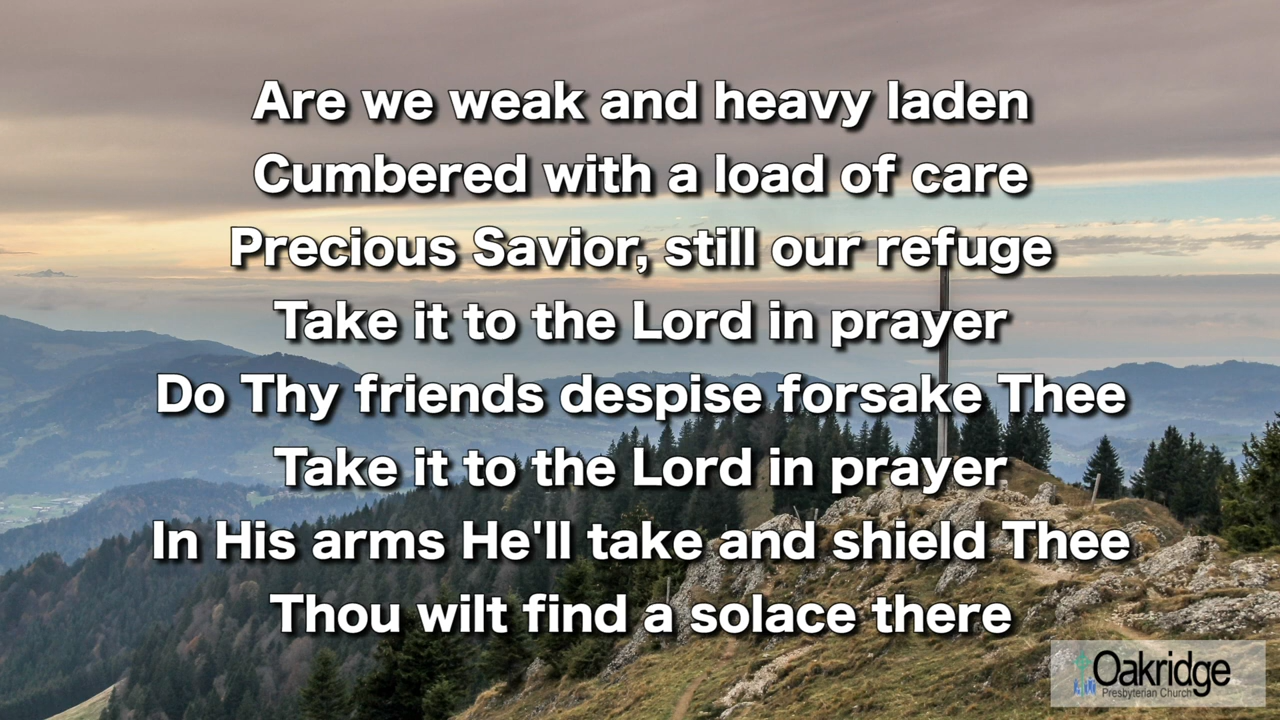 Are we weak and heavy laden
Cumbered with a load of care
Precious Savior, still our refuge
Take it to the Lord in prayer
Do Thy friends despise forsake Thee
Take it to the Lord in prayer
In His arms He'll take and shield Thee
Thou wilt find a solace there
Oakridge
Presbyterian Church